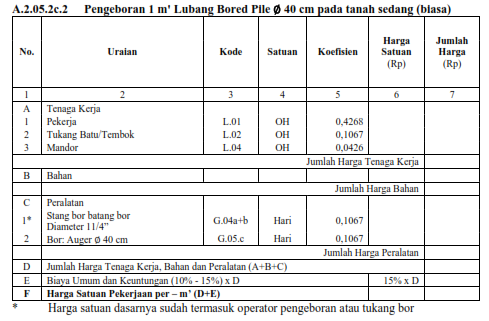 A.2.05.2c.2 Pengeboran 1 m' Lubang Bored Pile Ø 40 cm pada tanah sedang (biasa)
No. Uraian Kode Satuan Koefisien Harga Satuan (Rp) Jumlah Harga (Rp)
1 2 3 4 5 6 7
A Tenaga Kerja
1 Pekerja L.01 OH 0,4268
2 Tukang Batu/Tembok L.02 OH 0,1067
3 Mandor L.04 OH 0,0426
Jumlah Harga Tenaga Kerja
B Bahan
Jumlah Harga Bahan
C Peralatan
1* Stang bor batang bor Diameter 11/4" G.04a+b Hari 0,1067
2 Bor: Auger Ø 40 cm G.05.c Hari 0,1067
Jumlah Harga Peralatan
D Jumlah Harga Tenaga Kerja, Bahan dan Peralatan (A+B+C)
E Biaya Umum dan Keuntungan (10% - 15%) x D 15% x D
F Harga Satuan Pekerjaan per – m' (D+E)
* Harga satuan dasarnya sudah termasuk operator pengeboran atau tukang bor